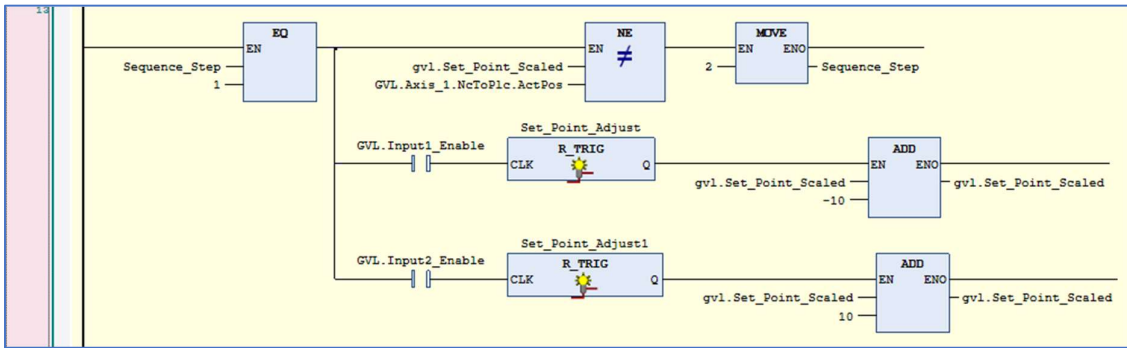 13
EQ
EN
Sequence_Step
1
NE
EN
≠
gvl.Set_Point_Scaled
GVL.Axis_1.NcToPlc.ActPos
MOVE
EN ENO
2
Sequence_Step
GVL.Input1_Enable
Set_Point_Adjust
R_TRIG
CLK Q
ADD
EN ENO
gvl.Set_Point_Scaled
-10
gvl.Set_Point_Scaled
GVL.Input2_Enable
Set_Point_Adjust1
R_TRIG
CLK Q
ADD
EN ENO
gvl.Set_Point_Scaled
10
gvl.Set_Point_Scaled